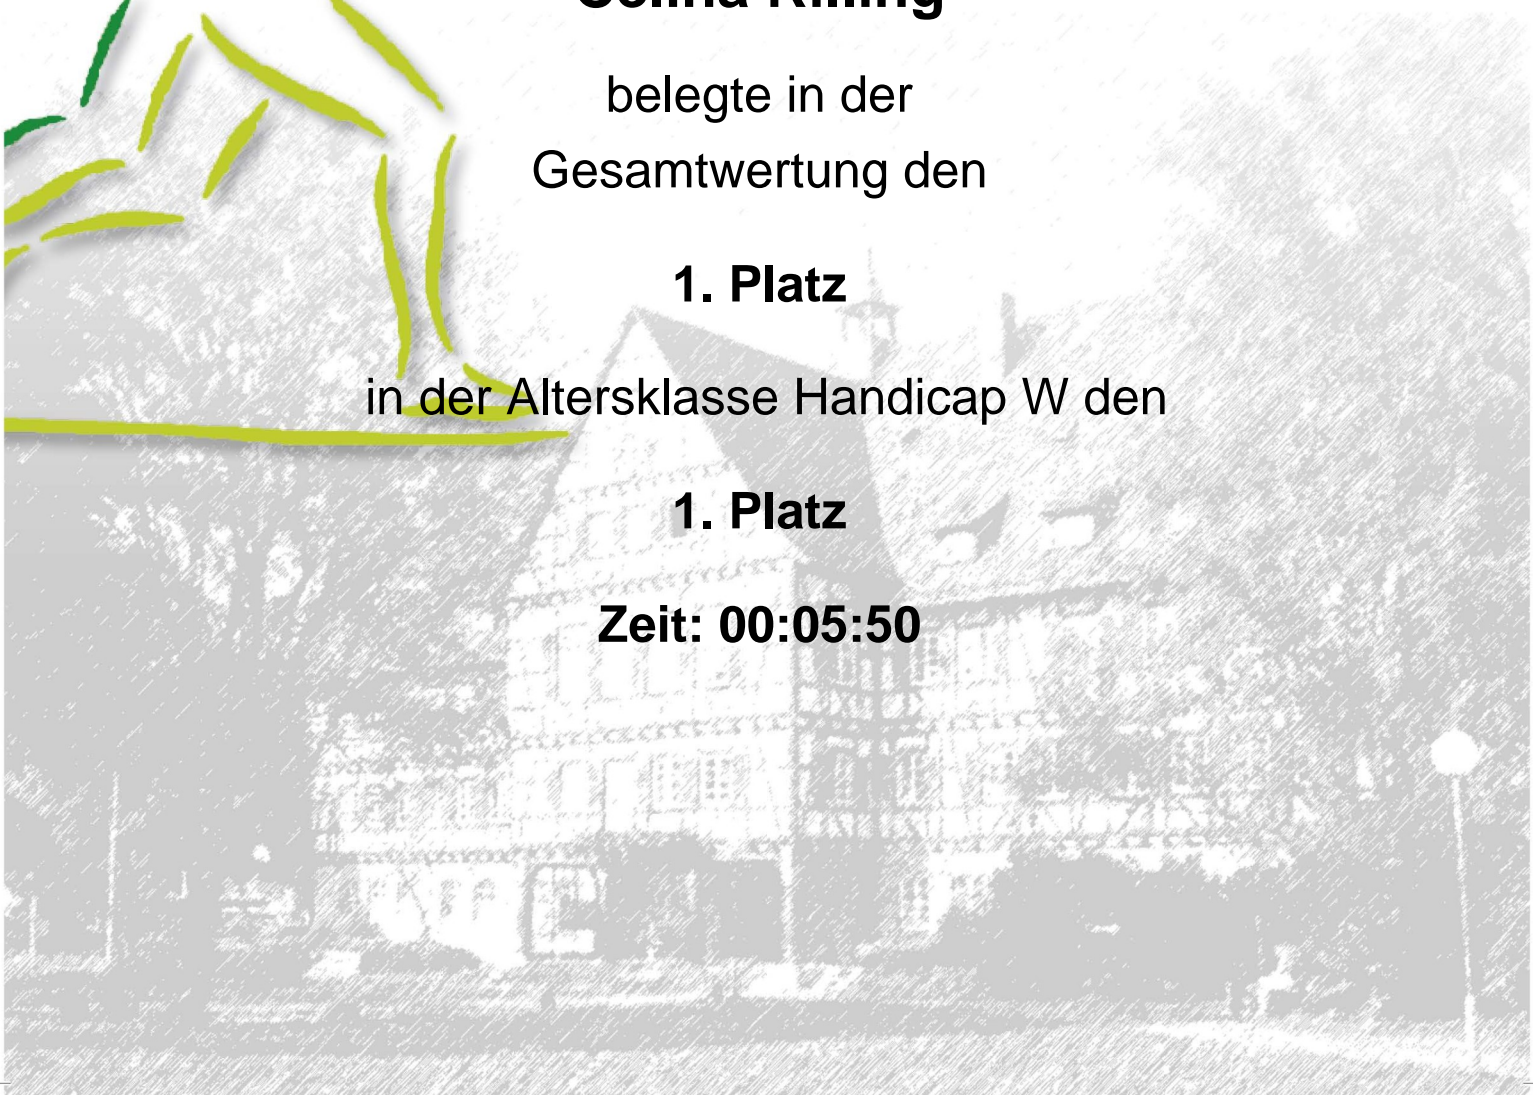 belegte in der
Gesamtwertung den
1. Platz
in der Altersklasse Handicap W den
1. Platz
Zeit: 00:05:50